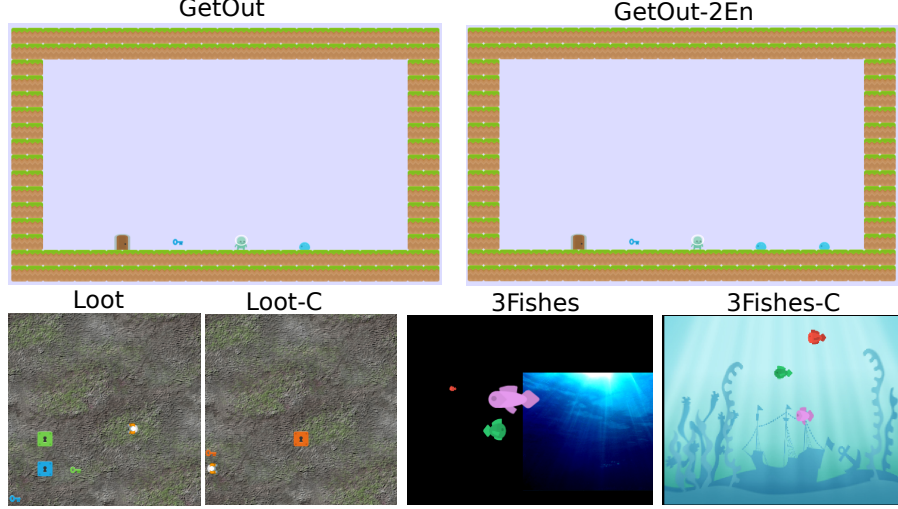 GetOut
GetOut-2En
Loot
Loot-C
3Fishes
3Fishes-C